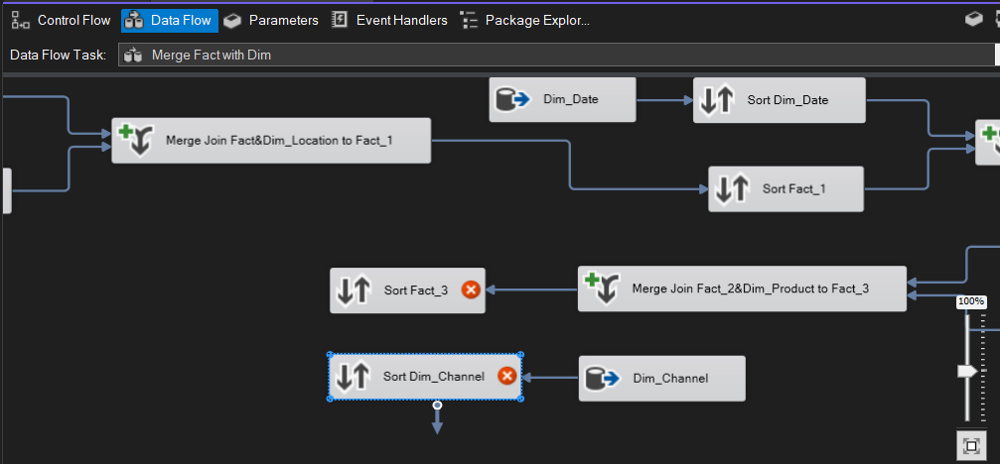 Control Flow
Data Flow
Parameters
Event Handlers
Package Explor...
Data Flow Task:
Merge Fact with Dim
Dim_Date
Sort Dim_Date
Merge Join Fact&Dim_Location to Fact_1
Sort Fact_1
Sort Fact_3
Merge Join Fact_2&Dim_Product to Fact_3
100%
Sort Dim_Channel
Dim_Channel